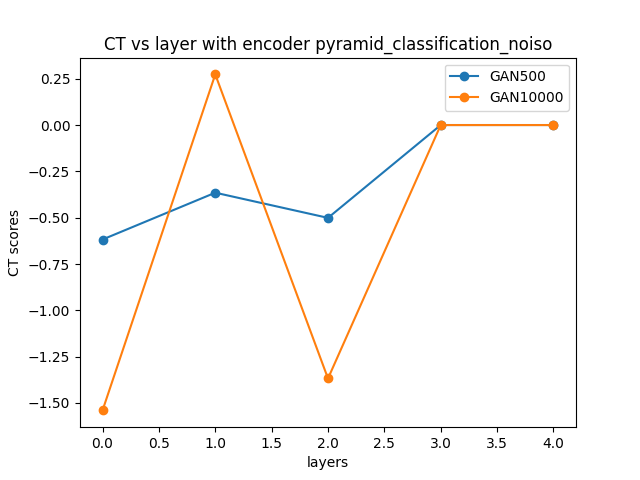 CT vs layer with encoder pyramid_classification_noiso
GAN500
GAN10000
0.25
0.00
−0.25
−0.50
−0.75
−1.00
−1.25
−1.50
CT scores
0.0 0.5 1.0 1.5 2.0 2.5 3.0 3.5 4.0
layers